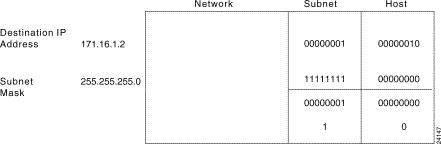 Network Subnet Host
Destination IP
Address 171.16.1.2 00000001 00000010
Subnet 255.255.255.0 11111111 00000000
Mask
00000001 00000000
1 0
24147